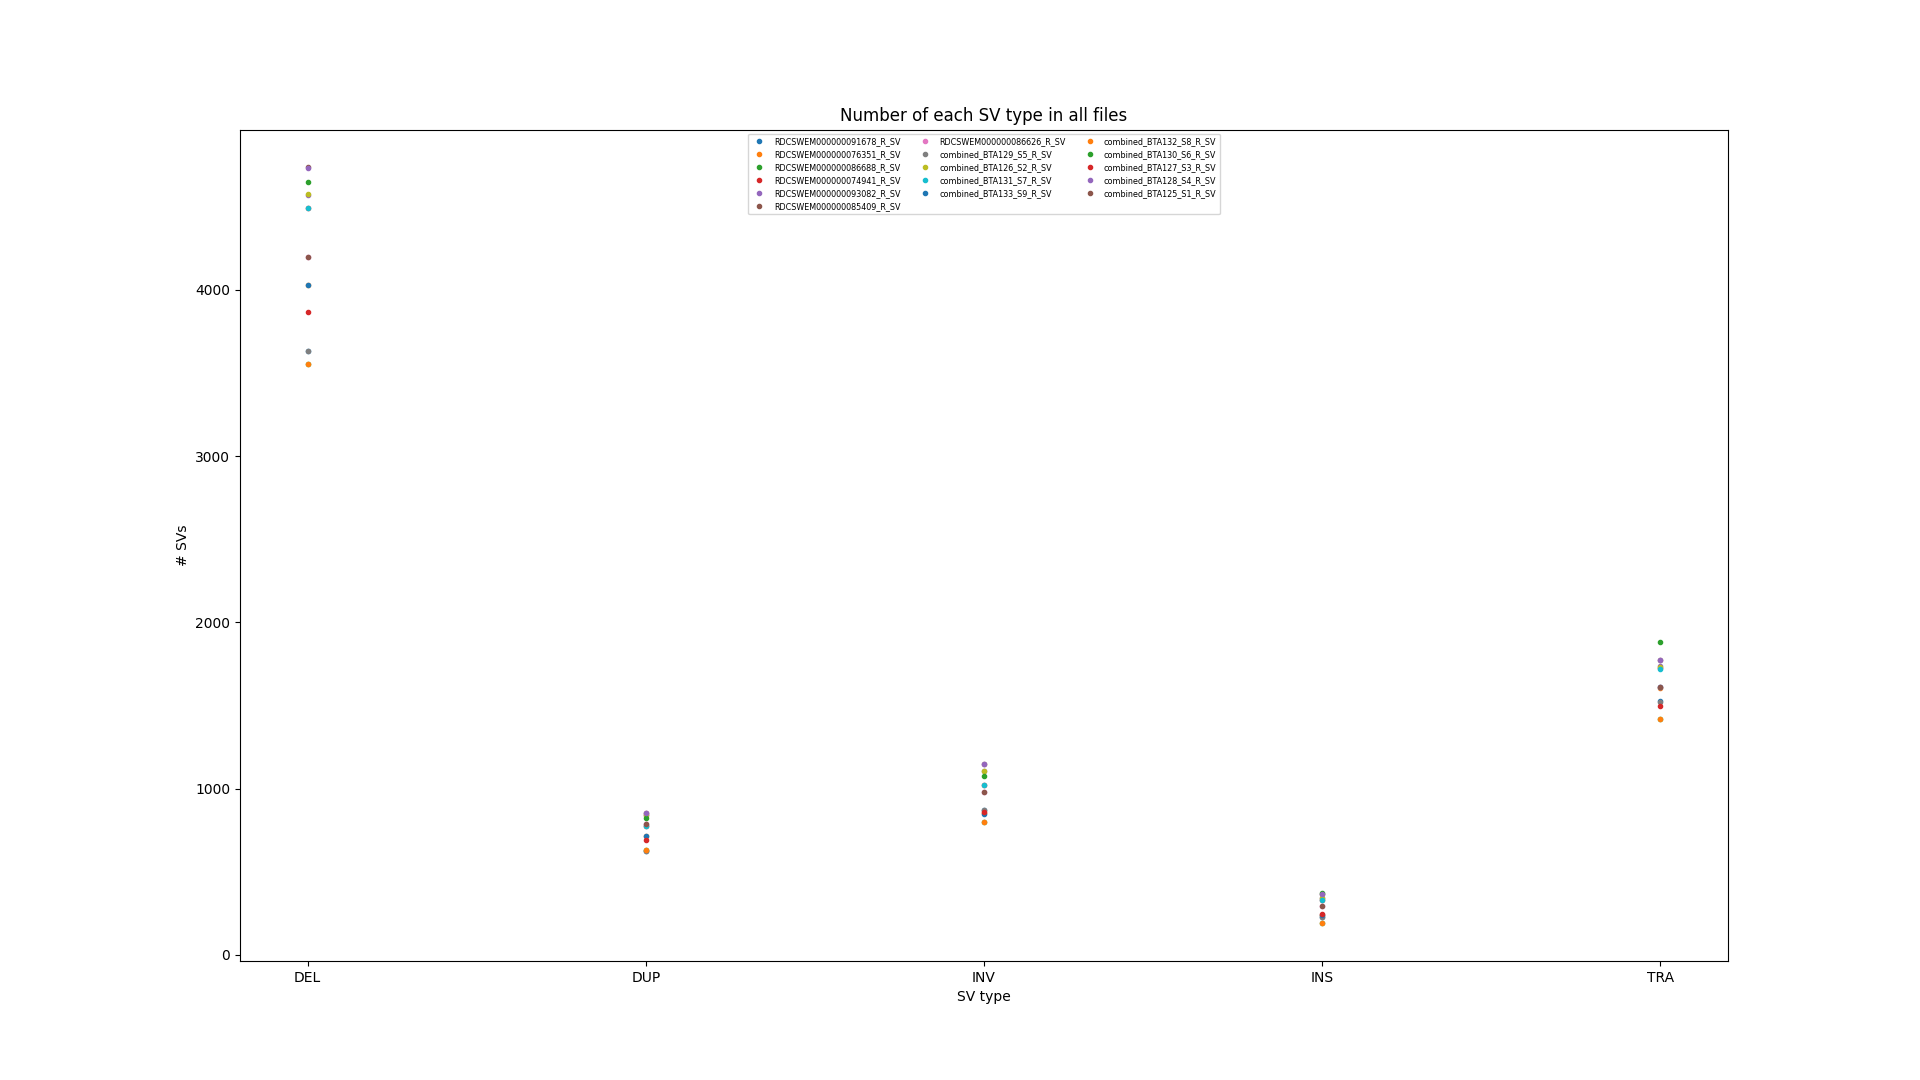 Number of each SV type in all files
RDCSWEM000000091678_R_SV
RDCSWEM000000076351_R_SV
RDCSWEM000000086688_R_SV
RDCSWEM000000074941_R_SV
RDCSWEM000000093082_R_SV
RDCSWEM000000085409_R_SV
RDCSWEM000000086626_R_SV
combined_BTA129_S5_R_SV
combined_BTA126_S2_R_SV
combined_BTA131_S7_R_SV
combined_BTA133_S9_R_SV
combined_BTA132_S8_R_SV
combined_BTA130_S6_R_SV
combined_BTA127_S3_R_SV
combined_BTA128_S4_R_SV
combined_BTA125_S1_R_SV
4000
3000
2000
1000
0
# SVs
DEL DUP INV INS TRA
SV type